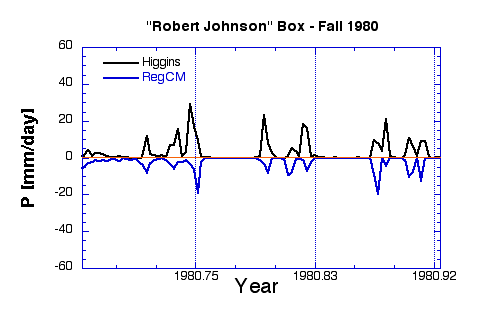 "Robert Johnson" Box - Fall 1980
60
Higgins
RegCM
40
20
0
-20
-40
-60
P [mm/day]
1980.75 1980.83 1980.92
Year